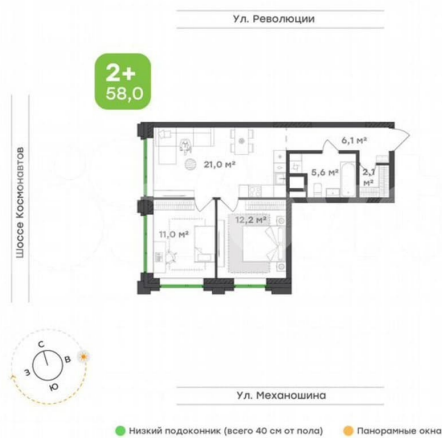 Ул. Революции
2+
58,0
Шоссе Космонавтов
21,0 м²
6,1 м²
5,6 м²
2,1 м²
11,0 м²
12,2 м²
С
В
З
Ю
Ул. Механошина
Низкий подоконник (всего 40 см от пола)
Панорамные окна